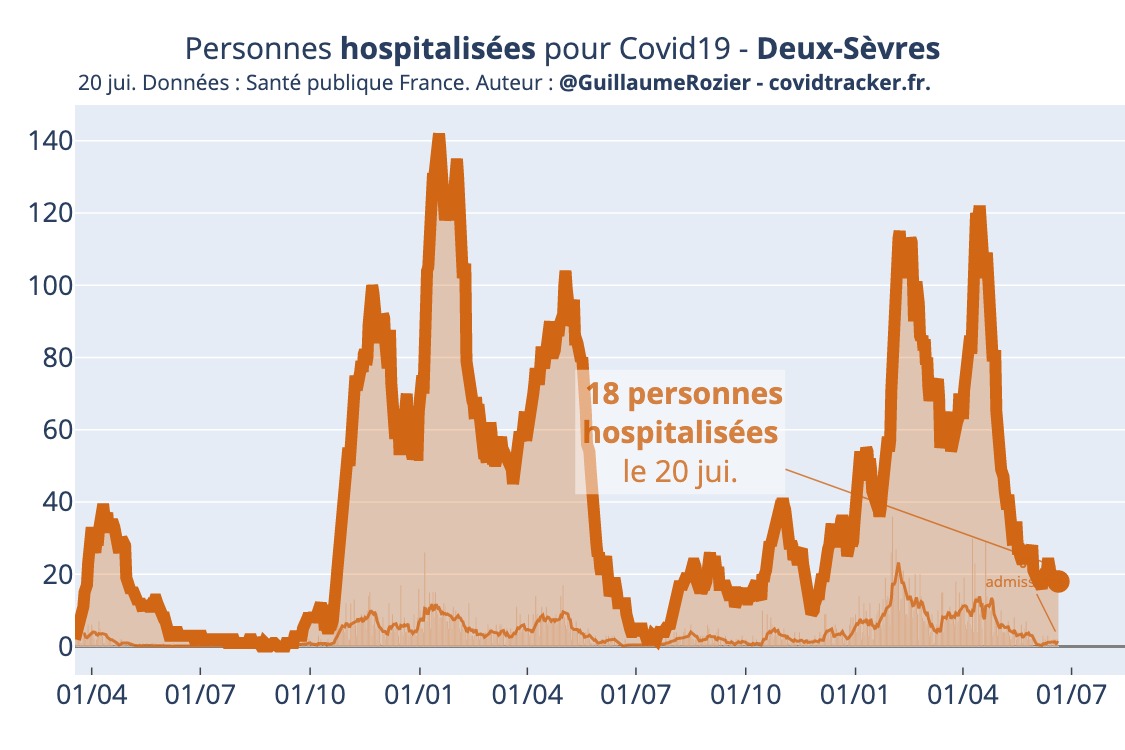 Personnes hospitalisées pour Covid19 - Deux-Sèvres
20 jui. Données : Santé publique France. Auteur : @GuillaumeRozier - covidtracker.fr.
140
120
100
80
60
40
20
0
18 personnes
hospitalisées
le 20 jui.
admiss
01/04 01/07 01/10 01/01 01/04 01/07 01/10 01/01 01/04 01/07